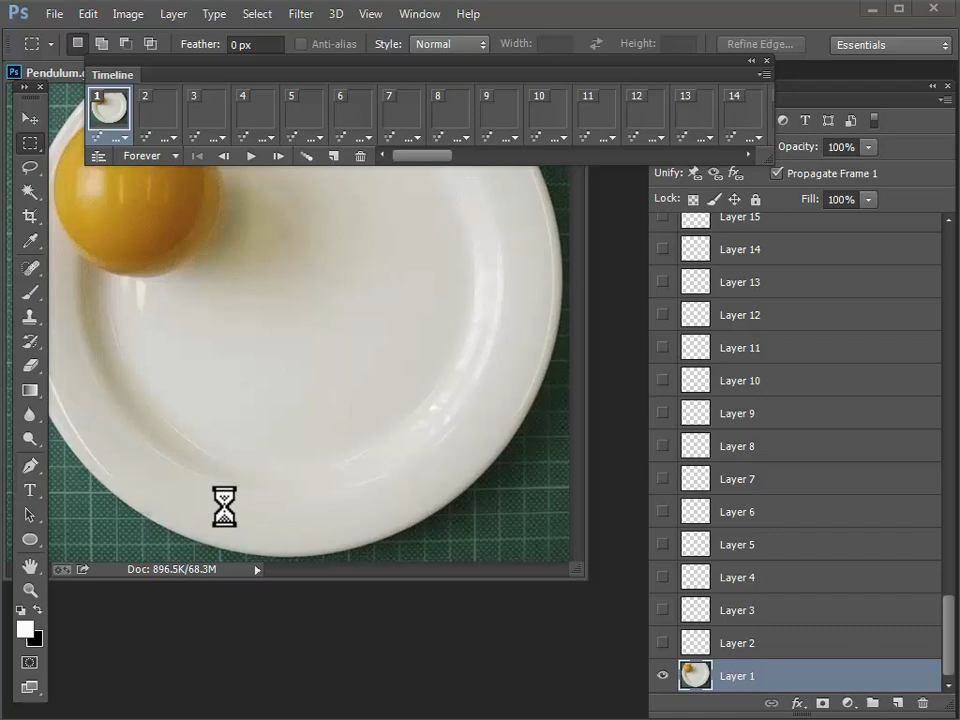 Ps File Edit Image Layer Type Select Filter 3D View Window Help
Feather: 0 px Anti-alias Style: Normal Width: Height: Refine Edge... Essentials
Ps Pendulum.
Timeline
1 2 3 4 5 6 7 8 9 10 11 12 13 14
Forever
Opacity: 100%
Unify: Propagate Frame 1
Lock: Fill: 100%
Layer 15
Layer 14
Layer 13
Layer 12
Layer 11
Layer 10
Layer 9
Layer 8
Layer 7
Layer 6
Layer 5
Layer 4
Layer 3
Layer 2
Layer 1
Doc: 896.5K/68.3M